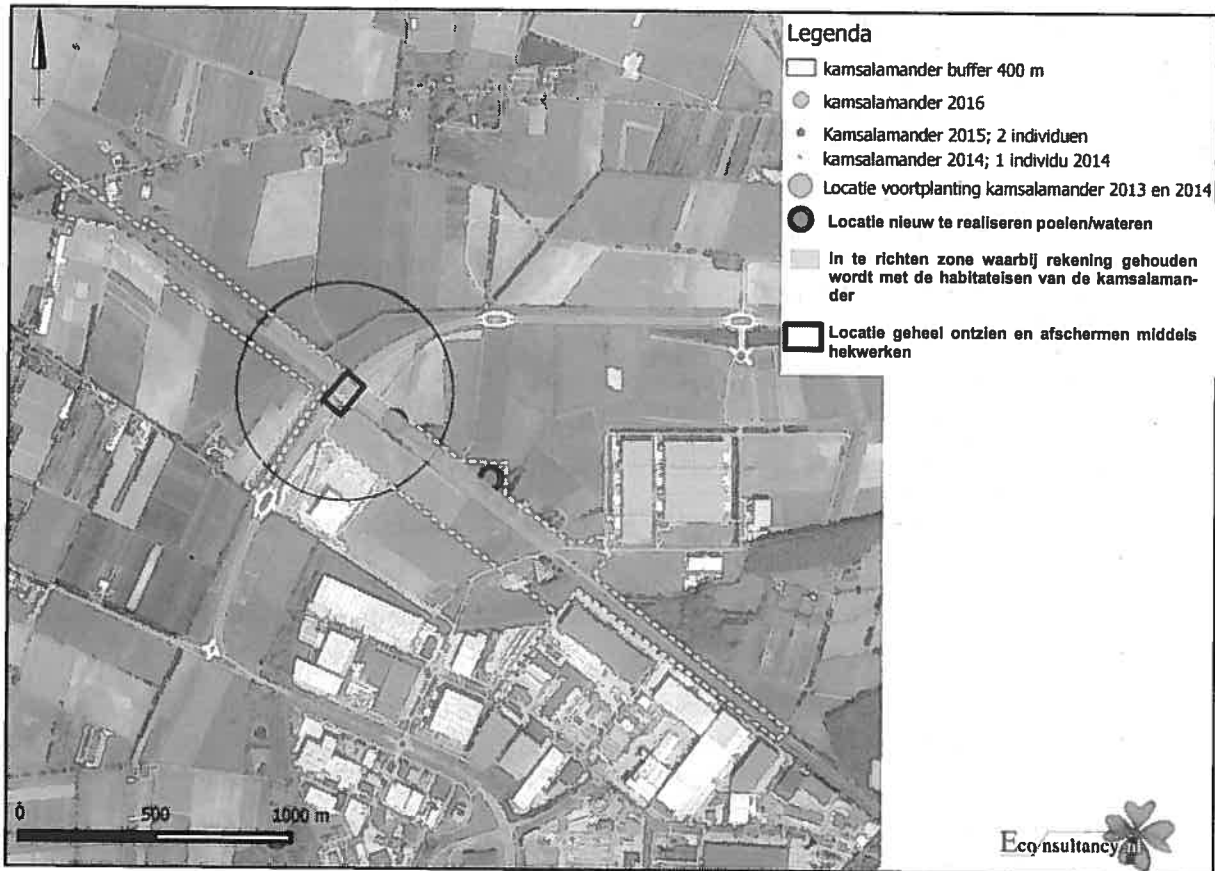 Legenda
kamsalamander buffer 400 m
kamsalamander 2016
Kamsalamander 2015; 2 individuen
kamsalamander 2014; 1 individu 2014
Locatie voortplanting kamsalamander 2013 en 2014
Locatie nieuw te realiseren poelen/wateren
In te richten zone waarbij rekening gehouden
wordt met de habitateisen van de kamsalaman-
der
Locatie geheel ontzien en afschermen middels
hekwerken
0 500 1000 m
Econsultancy.nl